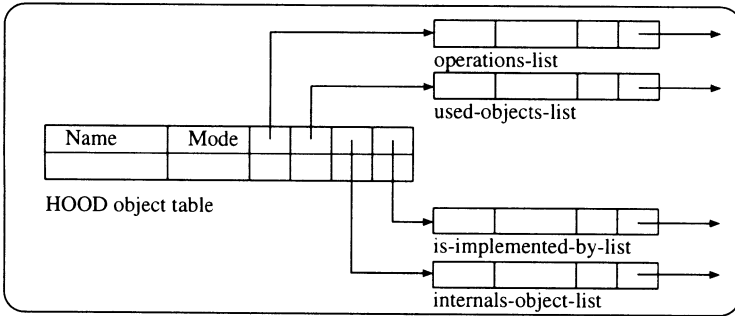 operations-list
used-objects-list
Name Mode
HOOD object table
is-implemented-by-list
internals-object-list